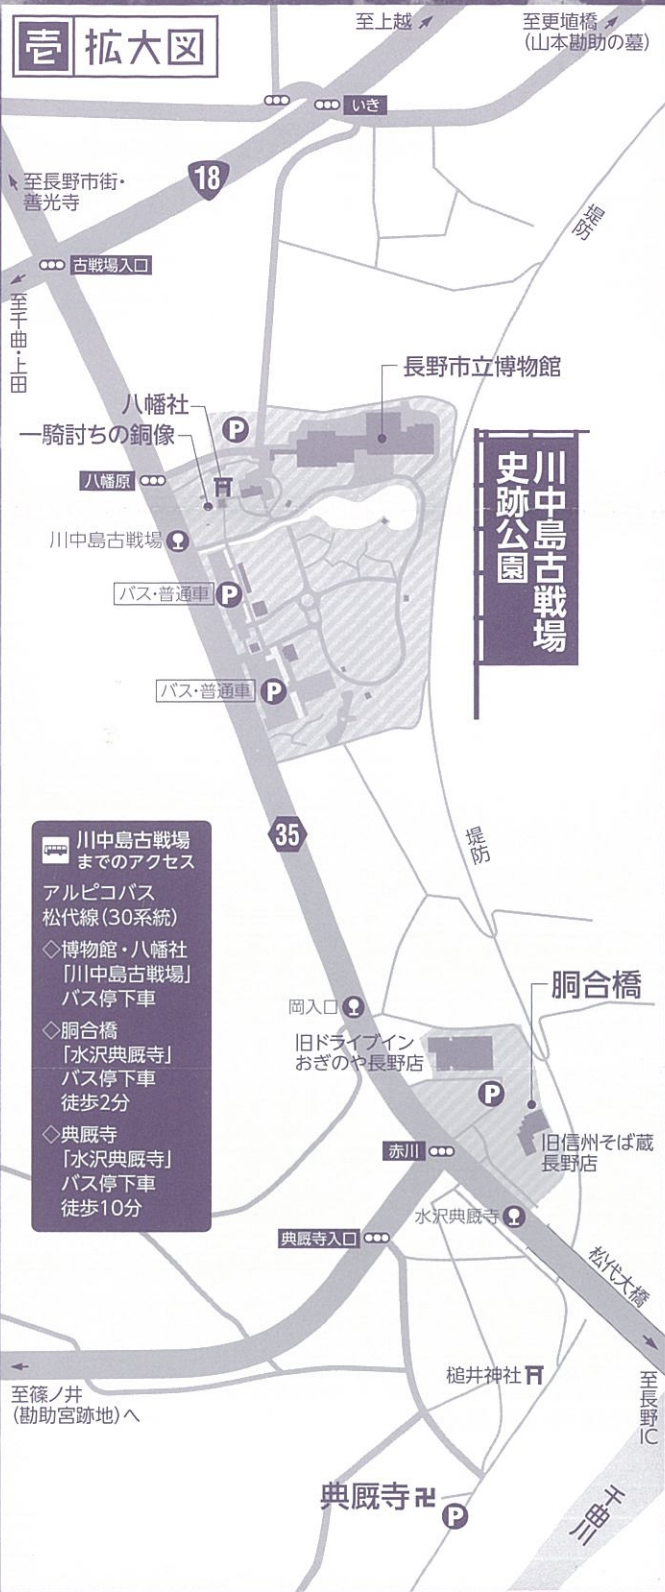 壱 拡大図
至上越
至更埴橋
(山本勘助の墓)
いき
18
至長野市街・
善光寺
堤防
古戦場入口
至千曲・上田
長野市立博物館
八幡社
一騎討ちの銅像
P
八幡原
川中島古戦場
史跡公園
川中島古戦場
バス・普通車 P
バス・普通車 P
35
堤防
川中島古戦場
までのアクセス
アルピコバス
松代線(30系統)
◇博物館・八幡社
「川中島古戦場」
バス停下車
◇胴合橋
「水沢典厩寺」
バス停下車
徒歩2分
◇典厩寺
「水沢典厩寺」
バス停下車
徒歩10分
胴合橋
岡入口
旧ドライブイン
おぎのや長野店
P
旧信州そば蔵
長野店
赤川
水沢典厩寺
典厩寺入口
松代大橋
槌井神社
至篠ノ井
(勘助宮跡地)へ
至長野IC
典厩寺卍
P
千曲川